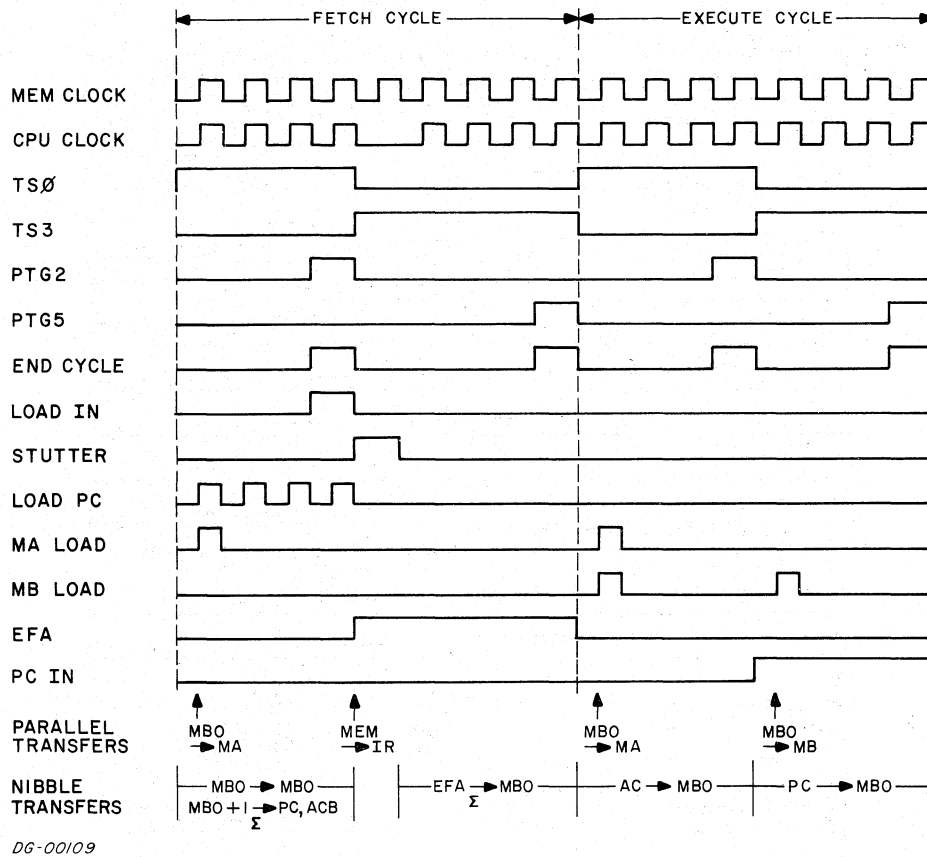 FETCH CYCLE EXECUTE CYCLE
MEM CLOCK
CPU CLOCK
TSØ
TS3
PTG2
PTG5
END CYCLE
LOAD IN
STUTTER
LOAD PC
MA LOAD
MB LOAD
EFA
PC IN
PARALLEL TRANSFERS
MBO → MA
MEM → IR
MBO → MA
MBO → MB
NIBBLE TRANSFERS
MBO → MBO
MBO + 1 → PC, ACB
Σ
EFA → MBO
Σ
AC → MBO
PC → MBO
DG-00109